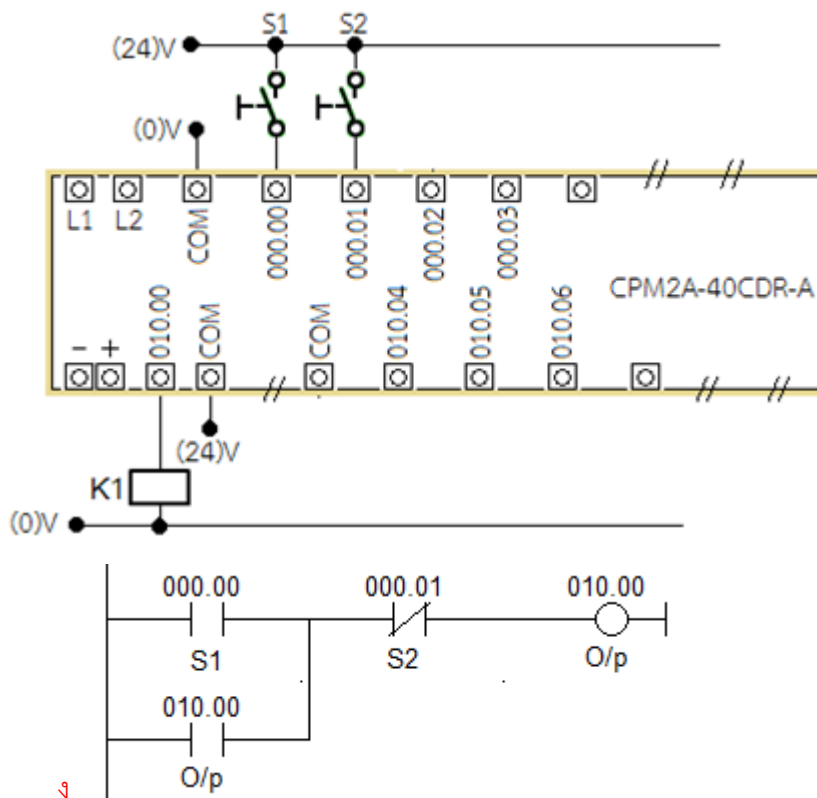 S1 S2
(24)V
(0)V
L1 L2 COM 000.00 000.01 000.02 000.03
CPM2A-40CDR-A
- + 010.00 COM COM 010.04 010.05 010.06
(24)V
K1
(0)V
000.00 000.01 010.00
S1 S2 O/p
010.00
O/p